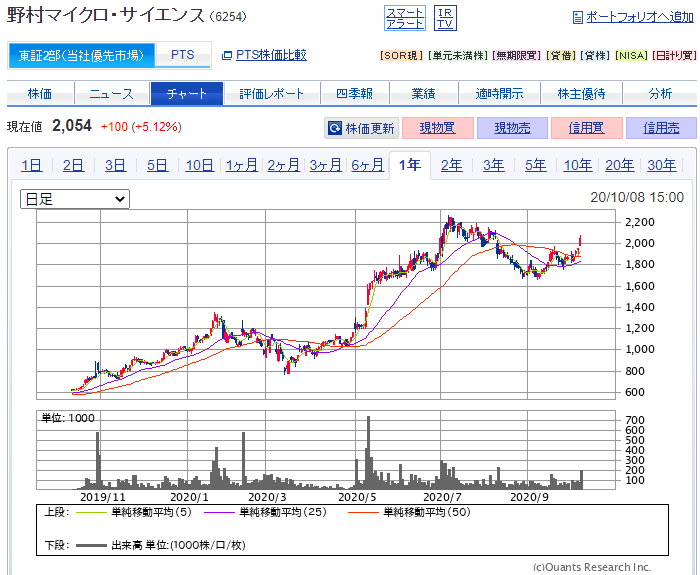 野村マイクロ・サイエンス (6254)
スマート
アラート
IR
TV
ポートフォリオへ追加
東証2部(当社優先市場)
PTS
PTS株価比較
[SOR現] [単元未満株] [無期限寛] [貸借] [貸株] [NISA] [日計り寛]
株価 ニュース チャート 評価レポート 四季報 業績 適時開示 株主優待 分析
現在値 2,054 +100 (+5.12%)
株価更新 現物買 現物売 信用買 信用売
1日 2日 3日 5日 10日 1ヶ月 2ヶ月 3ヶ月 6ヶ月 1年 2年 3年 5年 10年 20年 30年
日足
20/10/08 15:00
2,200
2,000
1,800
1,600
1,400
1,200
1,000
800
600
単位: 1000
700
600
500
400
300
200
100
2019/11 2020/1 2020/3 2020/5 2020/7 2020/9
上段: 単純移動平均(5) 単純移動平均(25) 単純移動平均(50)
下段: 出来高 単位:(1000株/口/枚)
(c)Quants Research Inc.